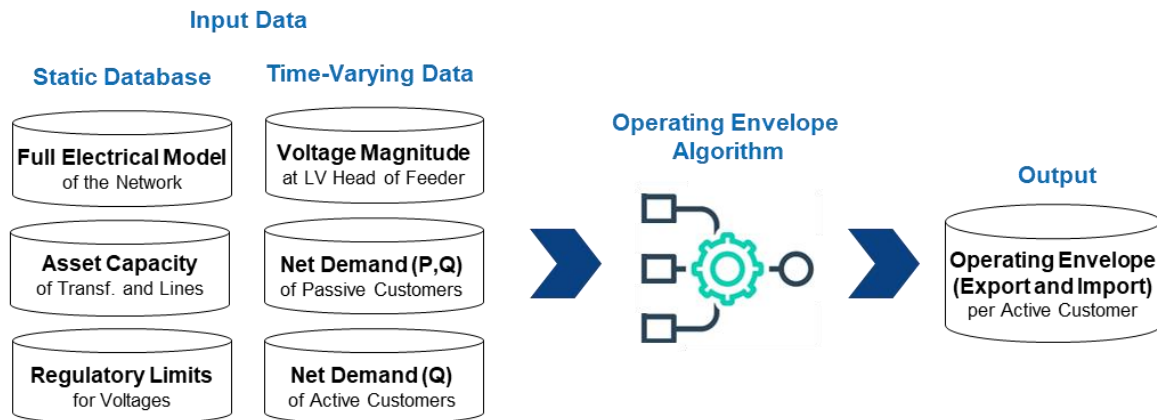 Input Data
Static Database
Time-Varying Data
Full Electrical Model
of the Network
Voltage Magnitude
at LV Head of Feeder
Asset Capacity
of Transf. and Lines
Net Demand (P,Q)
of Passive Customers
Regulatory Limits
for Voltages
Net Demand (Q)
of Active Customers
Operating Envelope
Algorithm
Output
Operating Envelope
(Export and Import)
per Active Customer